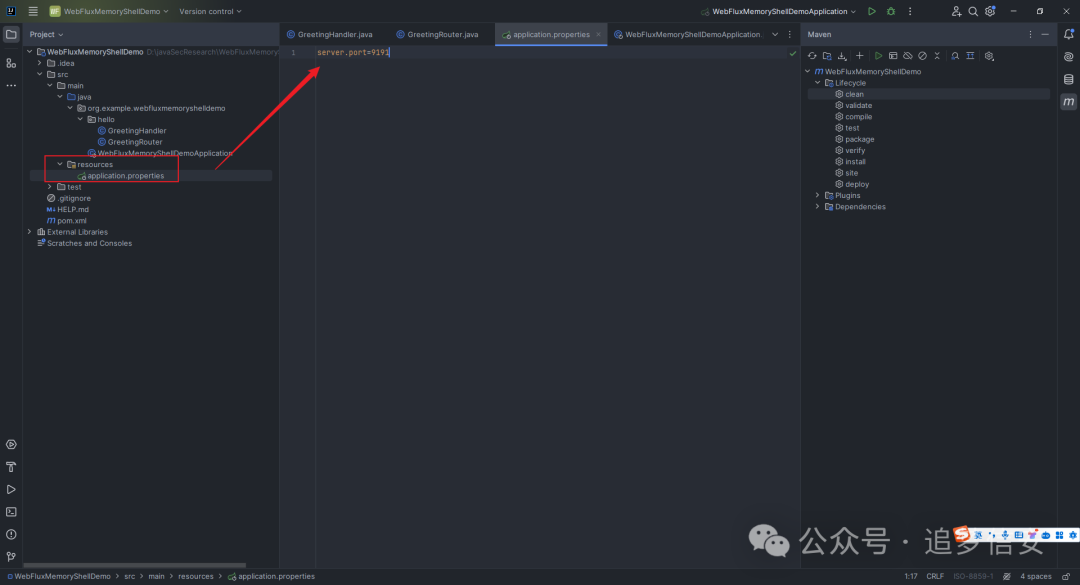 WF WebFluxMemoryShellDemo Version control WebFluxMemoryShellDemoApplication
Project
WebFluxMemoryShellDemo D:\javaSecResearch\WebFluxMemory
.idea
src
main
java
org.example.webfluxmemoryshelldemo
hello
GreetingHandler
GreetingRouter
WebFluxMemoryShellDemoApplication
resources
application.properties
test
.gitignore
HELP.md
pom.xml
External Libraries
Scratches and Consoles
GreetingHandler.java GreetingRouter.java application.properties WebFluxMemoryShellDemoApplication
1 server.port=9191
Maven
WebFluxMemoryShellDemo
Lifecycle
clean
validate
compile
test
package
verify
install
site
deploy
Plugins
Dependencies
公众号 · 追梦信安
WebFluxMemoryShellDemo > src > main > resources > application.properties 1:17 CRLF ISO-8859-1 4 spaces